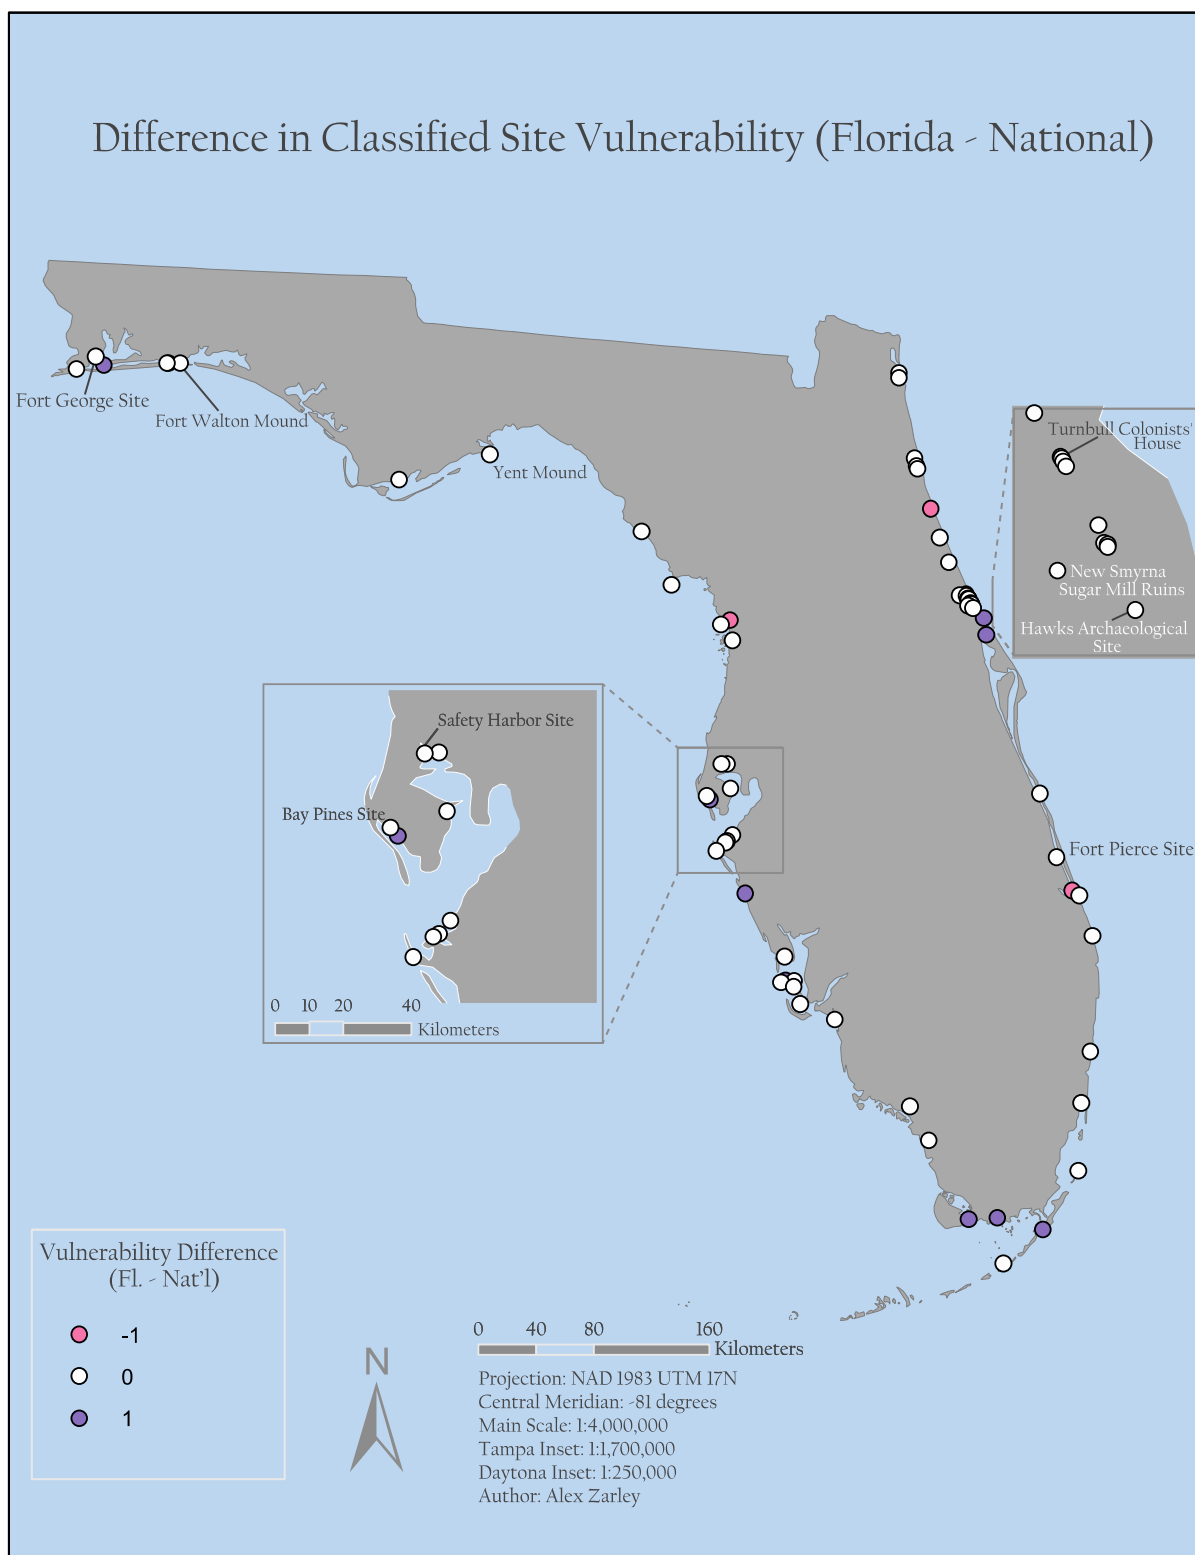 Difference in Classified Site Vulnerability (Florida - National)
Fort George Site
Fort Walton Mound
Yent Mound
Turnbull Colonists'
House
New Smyrna
Sugar Mill Ruins
Hawks Archaeological
Site
Safety Harbor Site
Bay Pines Site
0 10 20 40
Kilometers
Fort Pierce Site
Vulnerability Difference
(Fl. - Nat'l)
-1
0
1
N
0 40 80 160
Kilometers
Projection: NAD 1983 UTM 17N
Central Meridian: -81 degrees
Main Scale: 1:4,000,000
Tampa Inset: 1:1,700,000
Daytona Inset: 1:250,000
Author: Alex Zarley